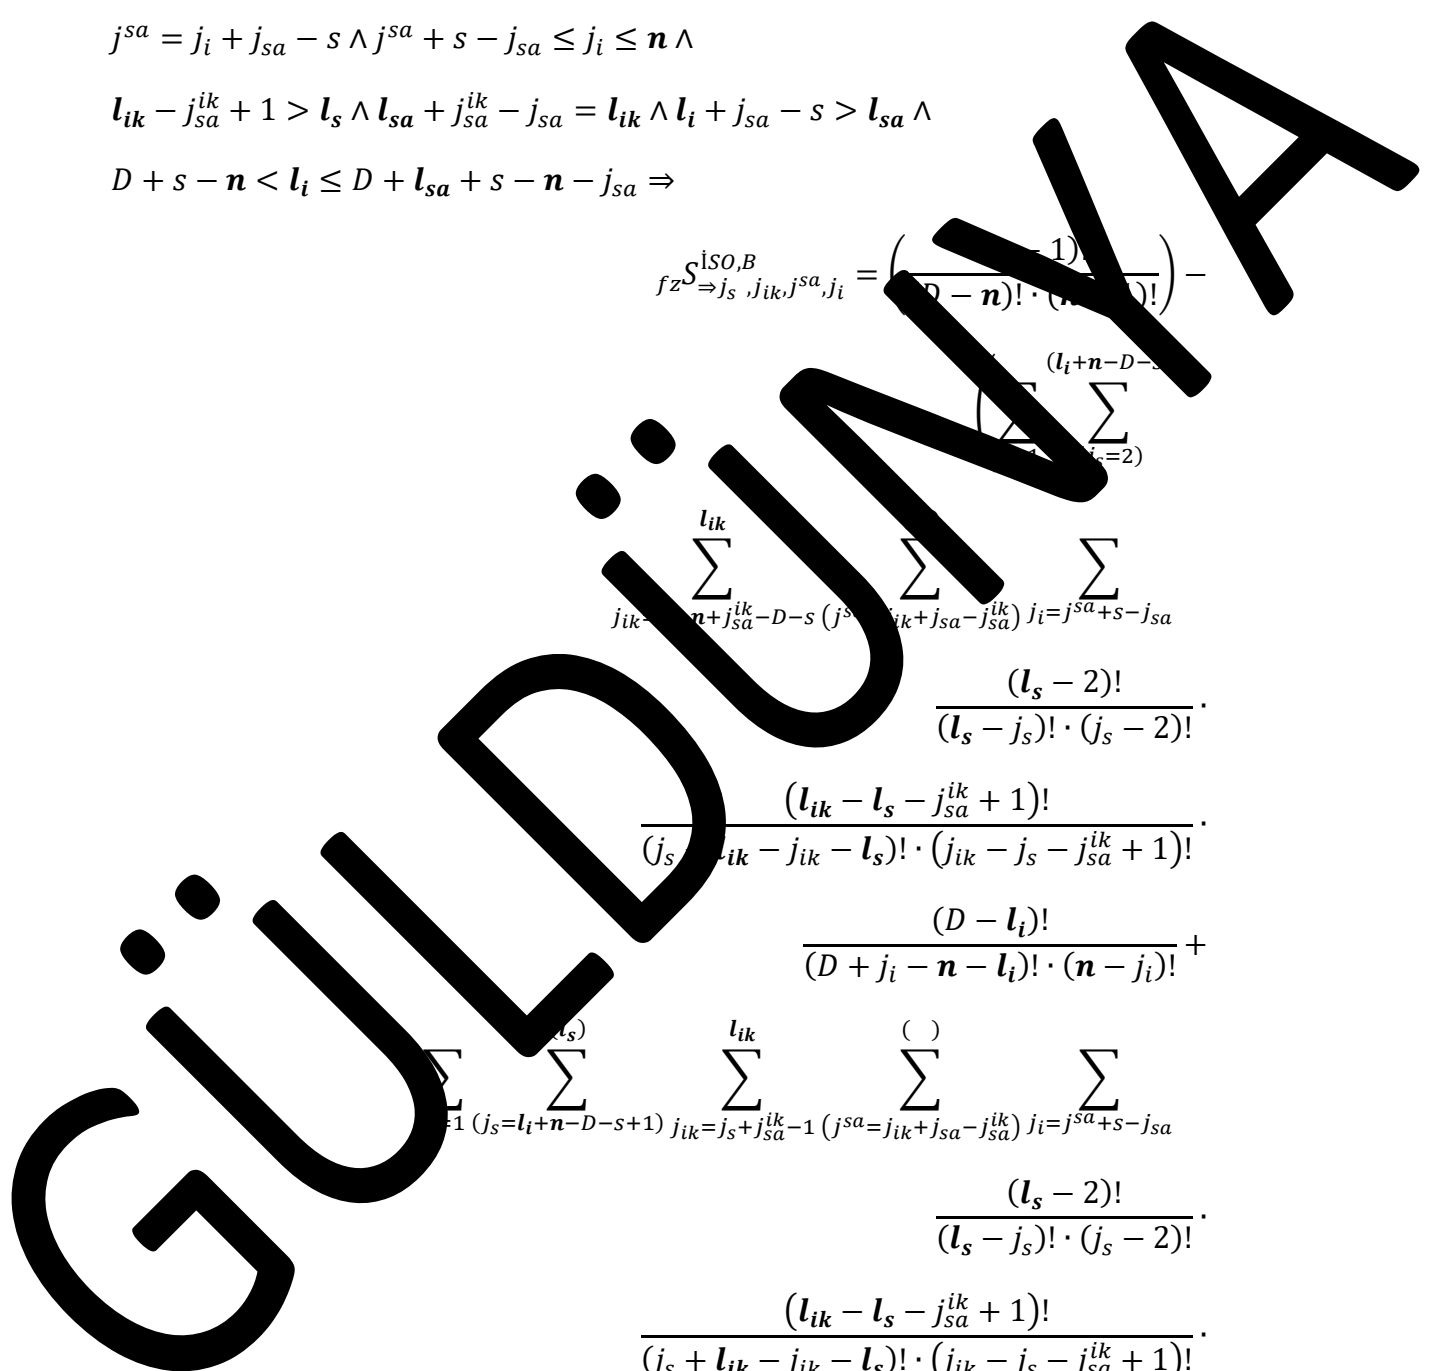 j^{sa} = j_i + j_{sa} − s ∧ j^{sa} + s − j_{sa} ≤ j_i ≤ n ∧
l_{ik} − j_{sa}^{ik} + 1 > l_s ∧ l_{sa} + j_{sa}^{ik} − j_{sa} = l_{ik} ∧ l_i + j_{sa} − s > l_{sa} ∧
D + s − n < l_i ≤ D + l_{sa} + s − n − j_{sa} ⇒
_{fz}S_{⇒j_s ,j_{ik},j^{sa},j_i}^{İSO,B} = ( 1) / D − n)! · ( )! ) −
(l_i+n−D−
( ∑ ∑
=2)
l_{ik}
∑ ∑ ∑
j_{ik} n+j_{sa}^{ik}−D−s (j j_{ik}+j_{sa}−j_{sa}^{ik}) j_i=j^{sa}+s−j_{sa}
(l_s − 2)!
(l_s − j_s)! · (j_s − 2)! ·
(l_{ik} − l_s − j_{sa}^{ik} + 1)!
(j_s l_{ik} − j_{ik} − l_s)! · (j_{ik} − j_s − j_{sa}^{ik} + 1)! ·
(D − l_i)!
(D + j_i − n − l_i)! · (n − j_i)! +
l_s) l_{ik} ( )
∑ ∑ ∑ ∑ ∑
=1 (j_s=l_i+n−D−s+1) j_{ik}=j_s+j_{sa}^{ik}−1 (j^{sa}=j_{ik}+j_{sa}−j_{sa}^{ik}) j_i=j^{sa}+s−j_{sa}
(l_s − 2)!
(l_s − j_s)! · (j_s − 2)! ·
(l_{ik} − l_s − j_{sa}^{ik} + 1)!
(j_s + l_{ik} − j_{ik} − l_s)! · (j_{ik} − j_s − j_{sa}^{ik} + 1)! ·
GÜLDÜNYA